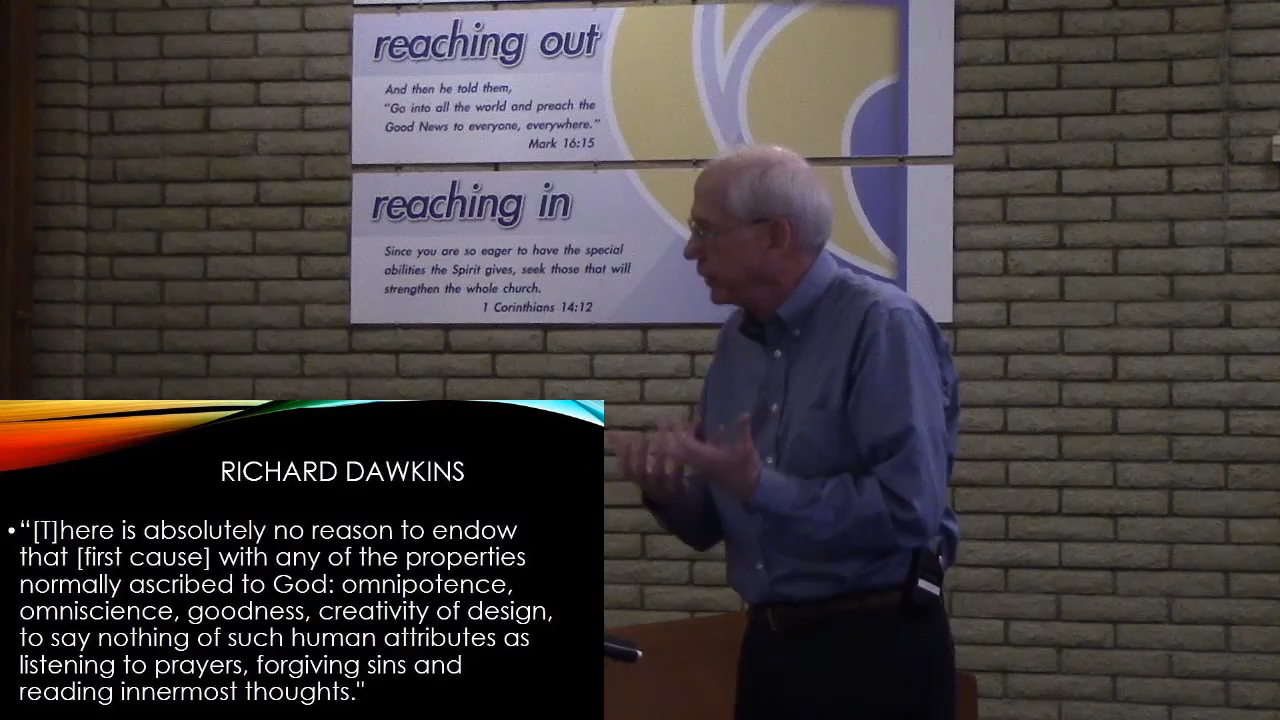 reaching out
And then he told them,
“Go into all the world and preach the
Good News to everyone, everywhere.”
Mark 16:15
reaching in
Since you are so eager to have the special
abilities the Spirit gives, seek those that will
strengthen the whole church.
1 Corinthians 14:12
RICHARD DAWKINS
•“[T]here is absolutely no reason to endow
that [first cause] with any of the properties
normally ascribed to God: omnipotence,
omniscience, goodness, creativity of design,
to say nothing of such human attributes as
listening to prayers, forgiving sins and
reading innermost thoughts."